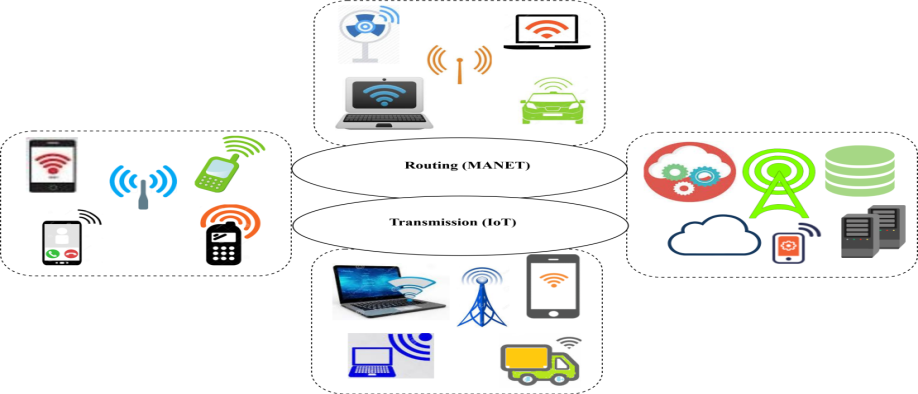 Routing (MANET)
Transmission (IoT)